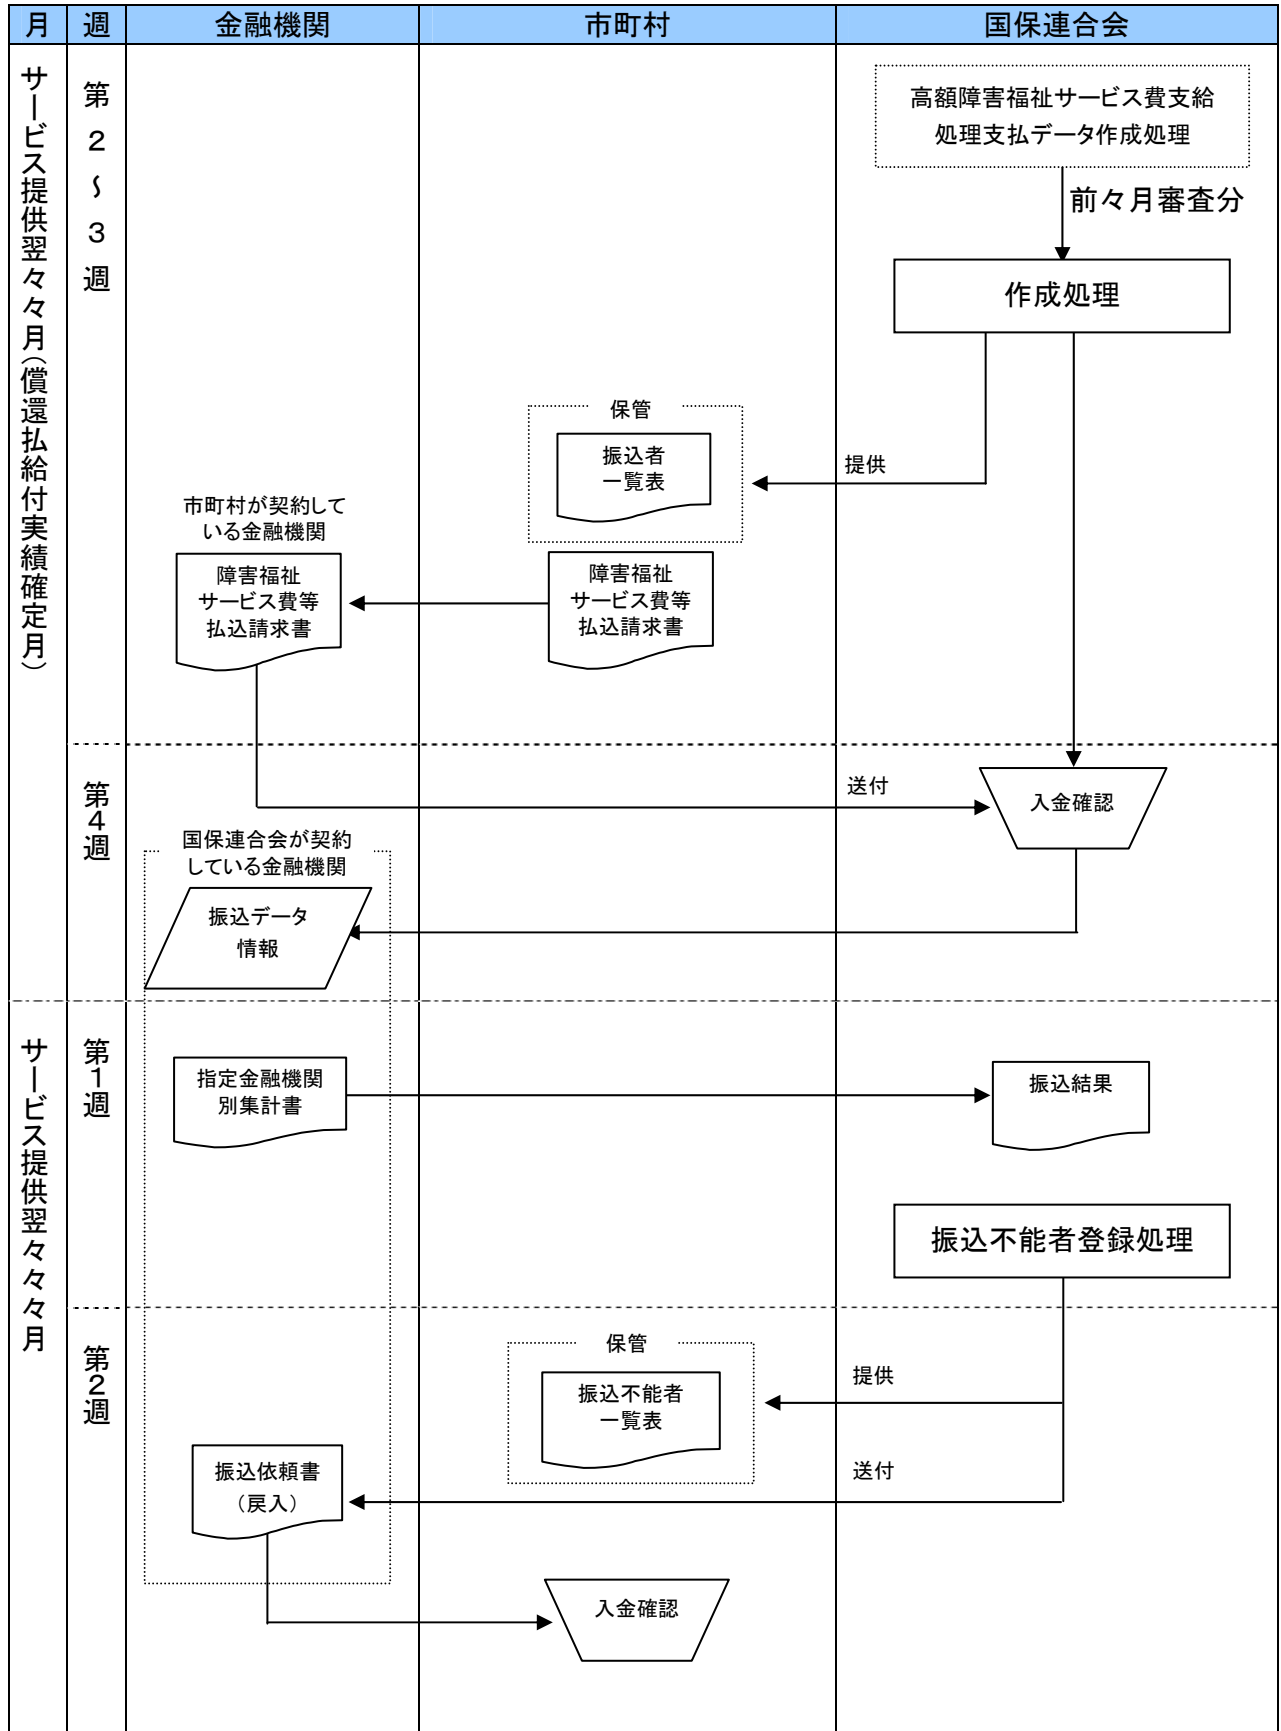 月
週
金融機関
市町村
国保連合会
サービス提供翌々月（償還払給付実績確定月）
第2～3週
高額障害福祉サービス費支給
処理支払データ作成処理
前々月審査分
作成処理
保管
振込者
一覧表
提供
市町村が契約して
いる金融機関
障害福祉
サービス費等
払込請求書
障害福祉
サービス費等
払込請求書
第4週
送付
入金確認
国保連合会が契約
している金融機関
振込データ
情報
サービス提供翌々々月
第1週
指定金融機関
別集計書
振込結果
振込不能者登録処理
第2週
保管
振込不能者
一覧表
提供
振込依頼書
（戻入）
送付
入金確認